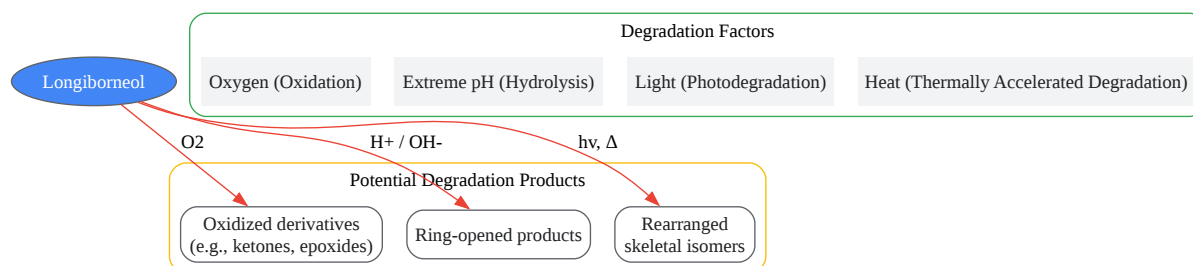 Degradation Factors
Longiborneol
Oxygen (Oxidation)
Extreme pH (Hydrolysis)
Light (Photodegradation)
Heat (Thermally Accelerated Degradation)
O2
H+ / OH-
hv, Δ
Potential Degradation Products
Oxidized derivatives
(e.g., ketones, epoxides)
Ring-opened products
Rearranged
skeletal isomers